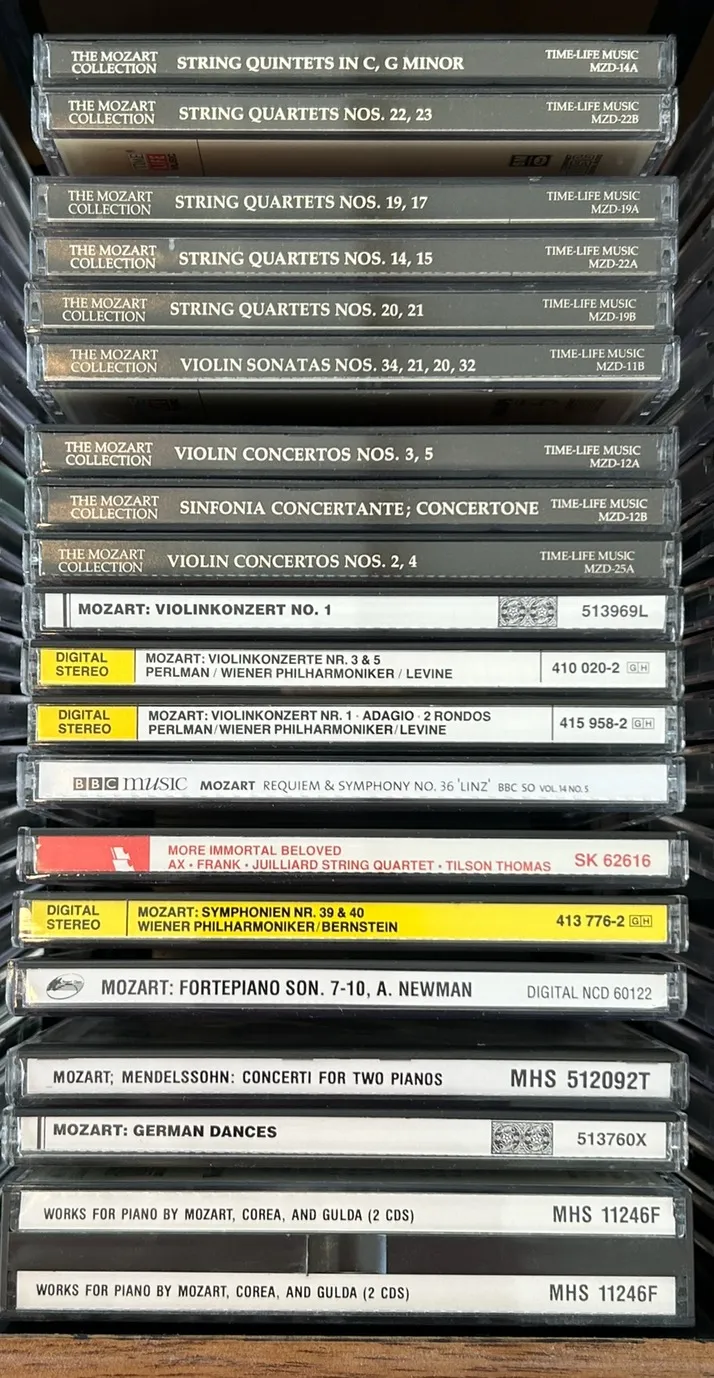 THE MOZART
COLLECTION
STRING QUINTETS IN C, G MINOR
TIME-LIFE MUSIC
MZD-14A
THE MOZART
COLLECTION
STRING QUARTETS NOS. 22, 23
TIME-LIFE MUSIC
MZD-22B
THE MOZART
COLLECTION
STRING QUARTETS NOS. 19, 17
TIME-LIFE MUSIC
MZD-19A
THE MOZART
COLLECTION
STRING QUARTETS NOS. 14, 15
TIME-LIFE MUSIC
MZD-22A
THE MOZART
COLLECTION
STRING QUARTETS NOS. 20, 21
TIME-LIFE MUSIC
MZD-19B
THE MOZART
COLLECTION
VIOLIN SONATAS NOS. 34, 21, 20, 32
TIME-LIFE MUSIC
MZD-11B
THE MOZART
COLLECTION
VIOLIN CONCERTOS NOS. 3, 5
TIME-LIFE MUSIC
MZD-12A
THE MOZART
COLLECTION
SINFONIA CONCERTANTE; CONCERTONE
TIME-LIFE MUSIC
MZD-12B
THE MOZART
COLLECTION
VIOLIN CONCERTOS NOS. 2, 4
TIME-LIFE MUSIC
MZD-25A
MOZART: VIOLINKONZERT NO. 1
513969L
DIGITAL
STEREO
MOZART: VIOLINKONZERTE NR. 3 & 5
PERLMAN / WIENER PHILHARMONIKER / LEVINE
410 020-2 GH
DIGITAL
STEREO
MOZART: VIOLINKONZERT NR. 1 · ADAGIO · 2 RONDOS
PERLMAN/WIENER PHILHARMONIKER/LEVINE
415 958-2 GH
BBC music MOZART REQUIEM & SYMPHONY NO. 36 'LINZ' BBC SO VOL. 14 NO. 5
MORE IMMORTAL BELOVED
AX • FRANK • JUILLIARD STRING QUARTET • TILSON THOMAS
SK 62616
DIGITAL
STEREO
MOZART: SYMPHONIEN NR. 39 & 40
WIENER PHILHARMONIKER/BERNSTEIN
413 776-2 GH
MOZART: FORTEPIANO SON. 7-10, A. NEWMAN
DIGITAL NCD 60122
MOZART; MENDELSSOHN: CONCERTI FOR TWO PIANOS
MHS 512092T
MOZART: GERMAN DANCES
513760X
WORKS FOR PIANO BY MOZART, COREA, AND GULDA (2 CDS)
MHS 11246F
WORKS FOR PIANO BY MOZART, COREA, AND GULDA (2 CDS)
MHS 11246F